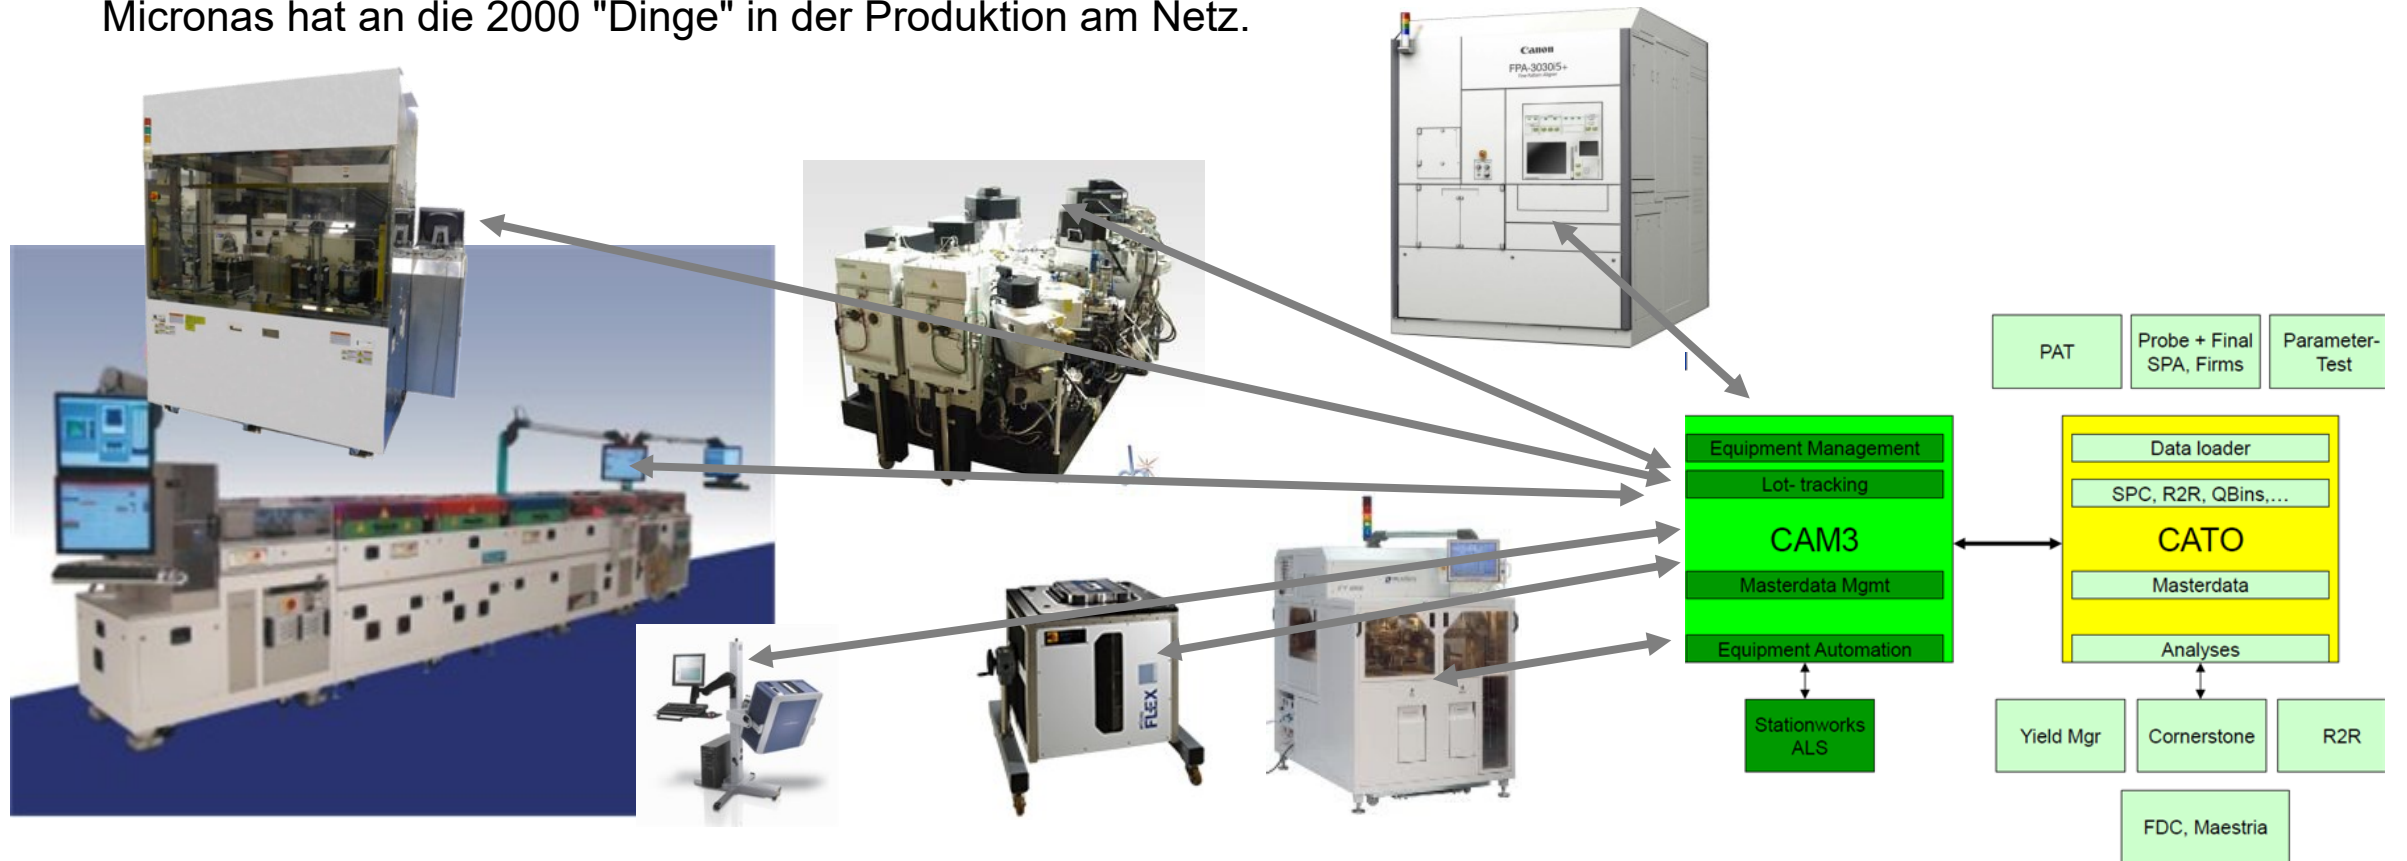 Micronas hat an die 2000 "Dinge" in der Produktion am Netz.
Canon
FPA-3030i5+
PAT
Probe + Final
SPA, Firms
Parameter-
Test
Equipment Management
Lot- tracking
CAM3
Masterdata Mgmt
Equipment Automation
Data loader
SPC, R2R, QBins,…
CATO
Masterdata
Analyses
Stationworks
ALS
Yield Mgr
Cornerstone
R2R
FDC, Maestria
FLEX